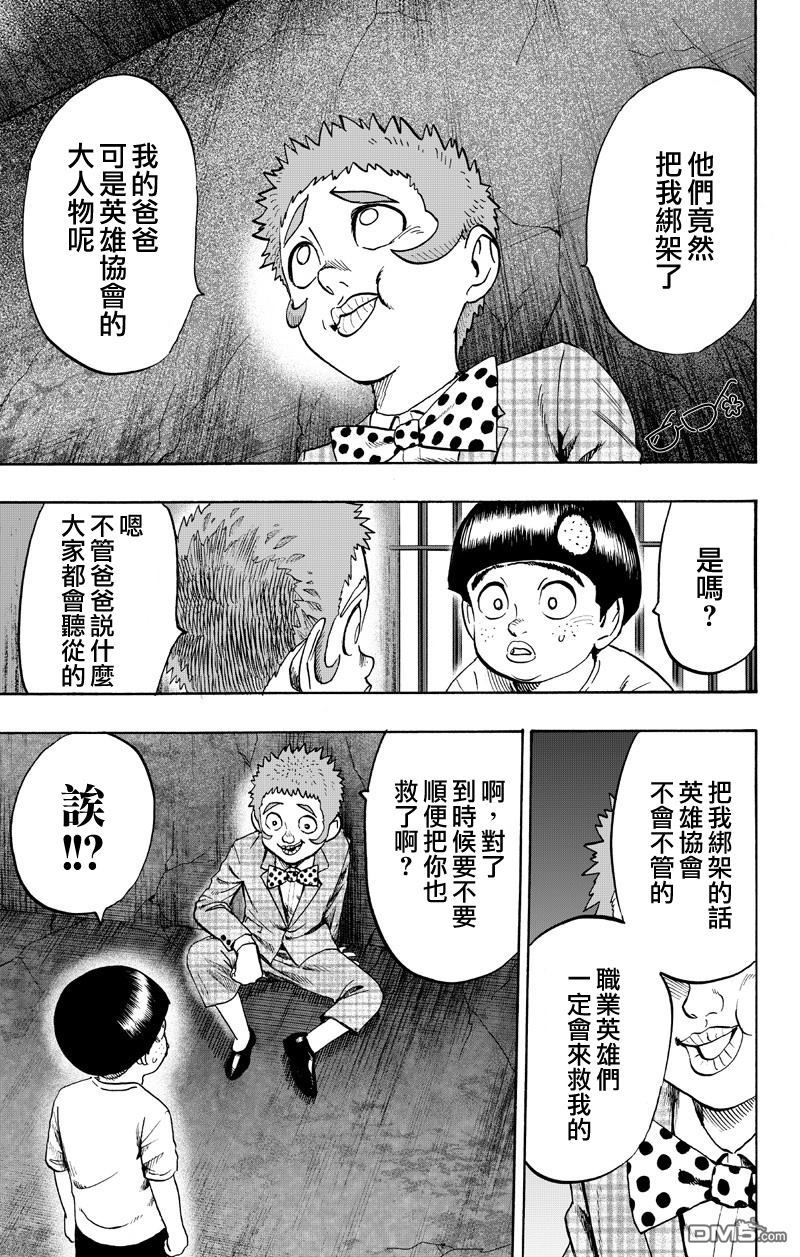 他們竟然
把我綁架了
我的爸爸
可是英雄協會的
大人物呢
是嗎?
嗯
不管爸爸説什麼
大家都會聽從的
把我綁架的話
英雄協會
不會不管的
職業英雄們
一定會來救我的
啊，對了
到時候要不要
順便把你也
救了啊?
誒!!?
DM5.com